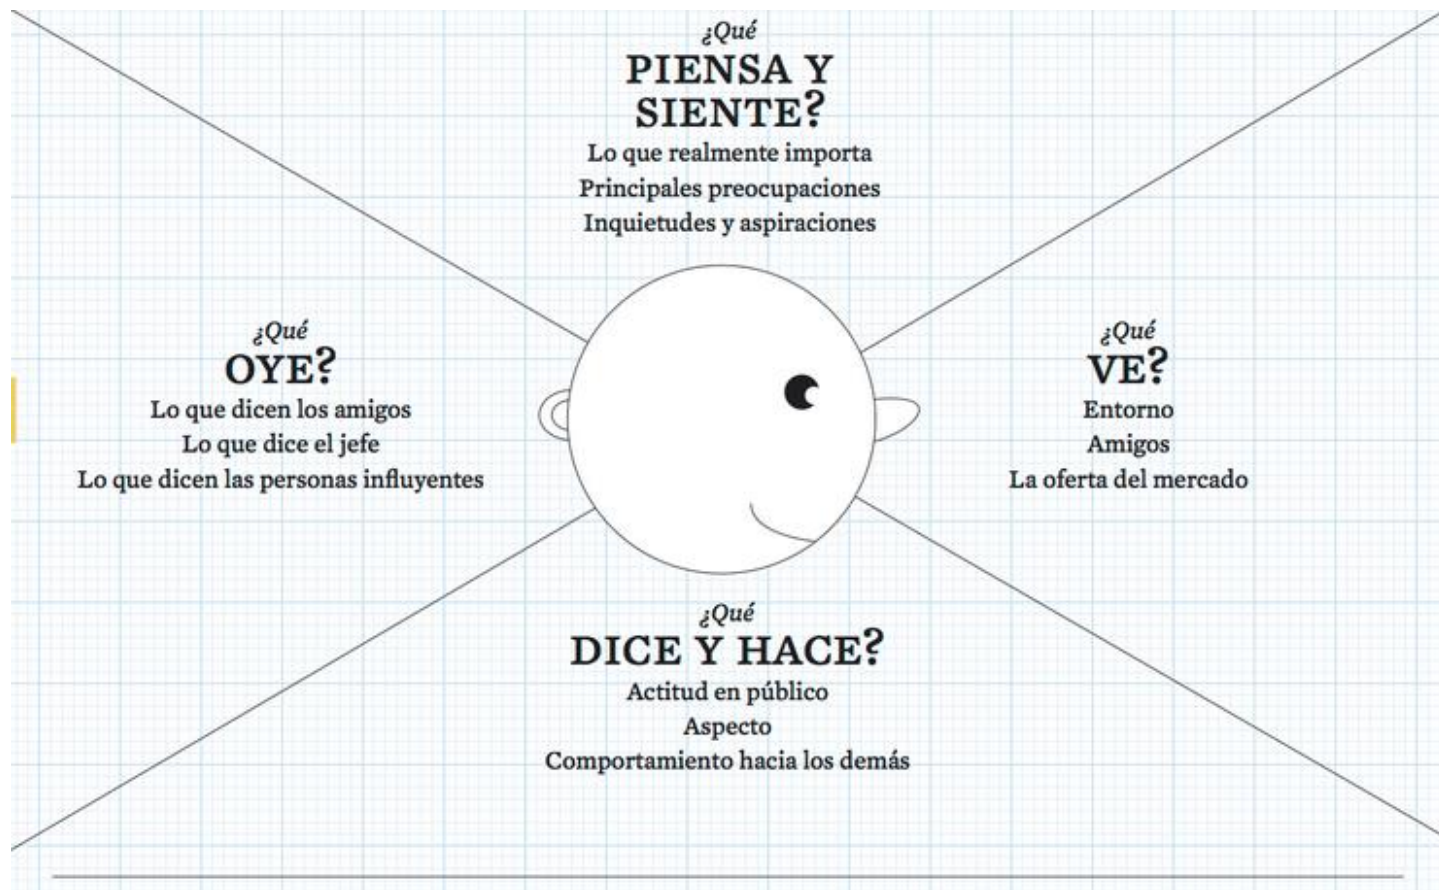 ¿Qué
PIENSA Y
SIENTE?
Lo que realmente importa
Principales preocupaciones
Inquietudes y aspiraciones
¿Qué
OYE?
Lo que dicen los amigos
Lo que dice el jefe
Lo que dicen las personas influyentes
¿Qué
VE?
Entorno
Amigos
La oferta del mercado
¿Qué
DICE Y HACE?
Actitud en público
Aspecto
Comportamiento hacia los demás